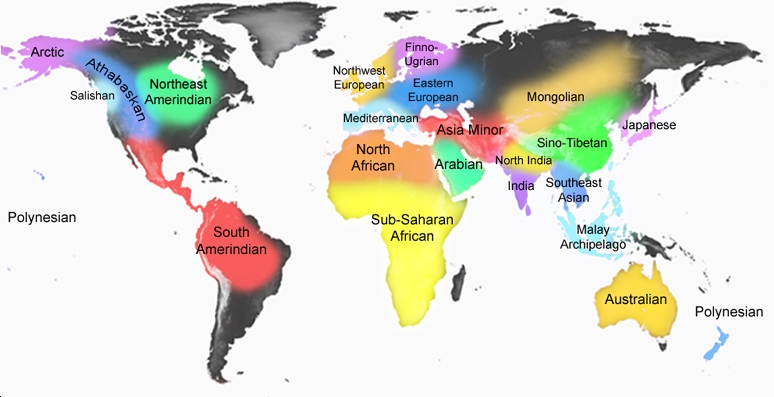 Arctic
Athabaskan
Salishan
Northeast
Amerindian
Finno-
Ugrian
Northwest
European
Eastern
European
Mediterranean
Mongolian
Asia Minor
Japanese
Sino-Tibetan
North
African
Arabian
North India
India
Southeast
Asian
Polynesian
Sub-Saharan
African
South
Amerindian
Malay
Archipelago
Australian
Polynesian